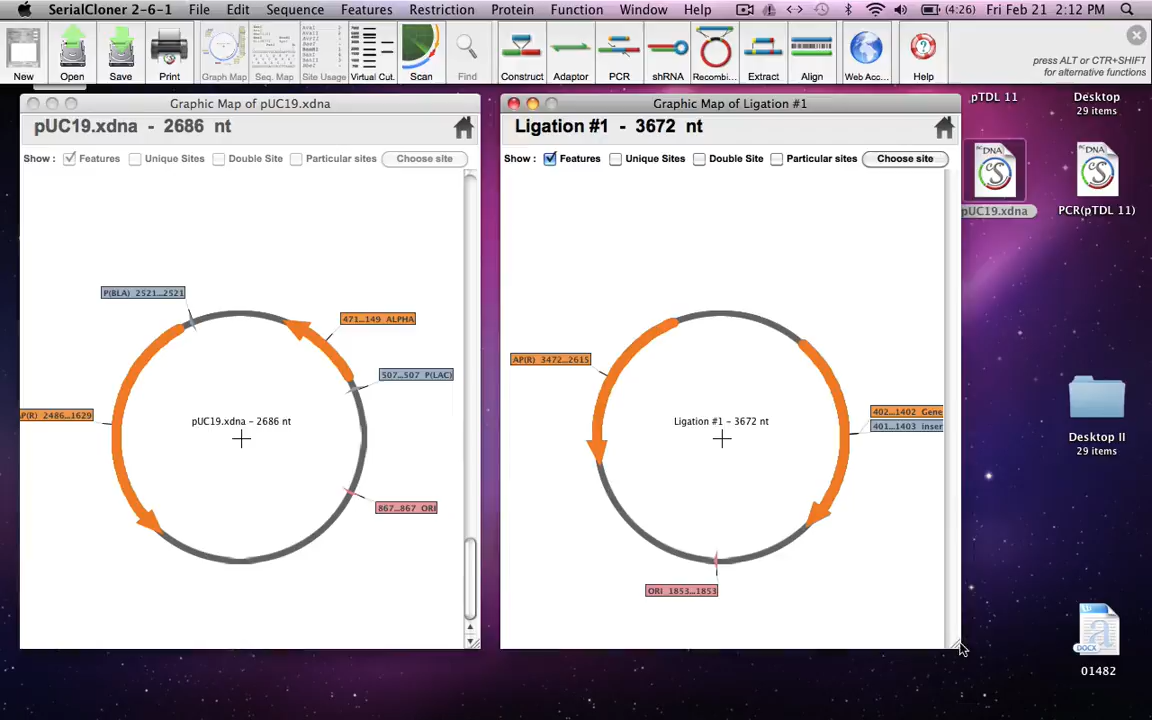 SerialCloner 2-6-1 File Edit Sequence Features Restriction Protein Function Window Help (4:26) Fri Feb 21 2:12 PM
New Open Save Print Graph Map Seq. Map Site Usage Virtual Cut. Scan Find Construct Adaptor PCR shRNA Recombi... Extract Align Web Acc... Help
press ALT or CTR+SHIFT
for alternative functions
Graphic Map of pUC19.xdna
pUC19.xdna - 2686 nt
Show : Features Unique Sites Double Site Particular sites Choose site
P(BLA) 2521...2521
471...149 ALPHA
507...507 P(LAC)
P(R) 2486...1629
pUC19.xdna - 2686 nt
867...867 ORI
Graphic Map of Ligation #1
Ligation #1 - 3672 nt
Show : Features Unique Sites Double Site Particular sites Choose site
AP(R) 3472...2615
402...1402 Gene
401...1403 inser
Ligation #1 - 3672 nt
ORI 1853...1853
pTDL 11
Desktop
29 items
DNA
pUC19.xdna
DNA
PCR(pTDL 11)
Desktop II
29 items
DOCX
01482